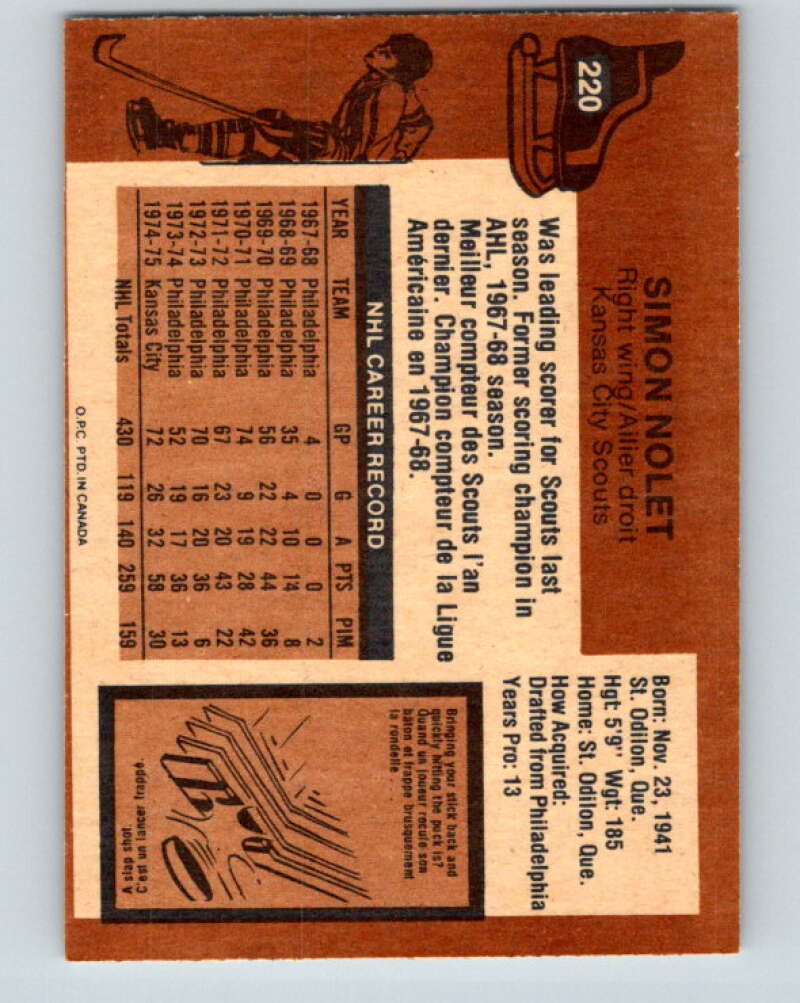 220
SIMON NOLET
Right wing/Ailier droit
Kansas City Scouts
Born: Nov. 23, 1941
St. Odilon, Que.
Hgt: 5'9" Wgt: 185
Home: St. Odilon, Que.
How Acquired:
Drafted from Philadelphia
Years Pro: 13
Was leading scorer for Scouts last
season. Former scoring champion in
AHL, 1967-68 season.
Meilleur compteur des Scouts l'an
dernier. Champion compteur de la Ligue
Américaine en 1967-68.
NHL CAREER RECORD
YEAR TEAM GP G A PTS PIM
1967-68 Philadelphia 4 0 0 0 2
1968-69 Philadelphia 35 4 10 14 8
1969-70 Philadelphia 56 22 22 44 36
1970-71 Philadelphia 74 9 19 28 42
1971-72 Philadelphia 67 23 20 43 22
1972-73 Philadelphia 70 16 20 36 6
1973-74 Philadelphia 52 19 17 36 13
1974-75 Kansas City 72 26 32 58 30
NHL Totals 430 119 140 259 159
Bringing your stick back and
quickly hitting the puck is?
Quand un joueur recule son
bâton et frappe brusquement
la rondelle . . .
A slap shot
C'est un lancer frappé
O.P.C. PTD. IN CANADA